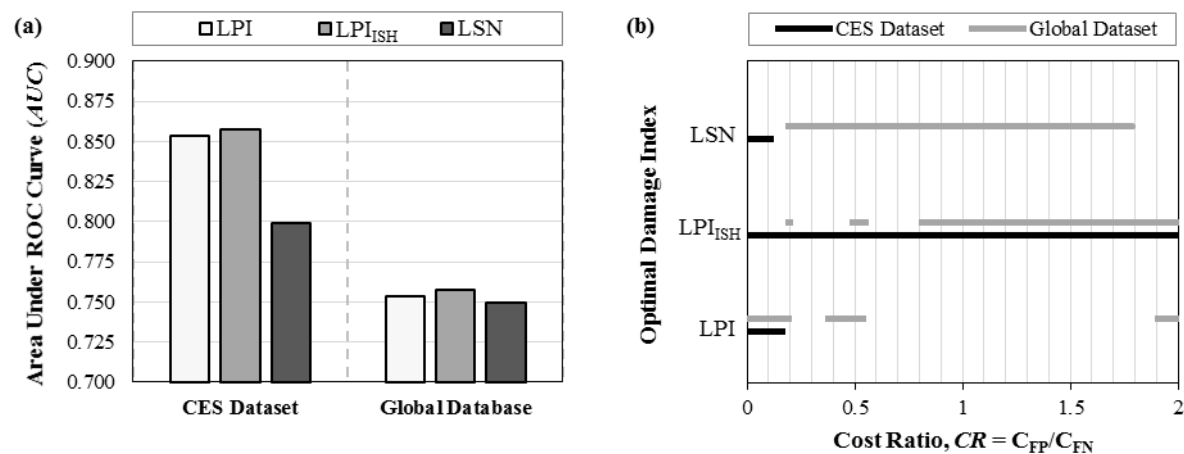 (a)
LPI LPI_ISH LSN
Area Under ROC Curve (AUC)
0.900
0.875
0.850
0.825
0.800
0.775
0.750
0.725
0.700
CES Dataset Global Database
(b)
CES Dataset Global Dataset
Optimal Damage Index
LSN
LPI_ISH
LPI
0 0.5 1 1.5 2
Cost Ratio, CR = C_FP/C_FN